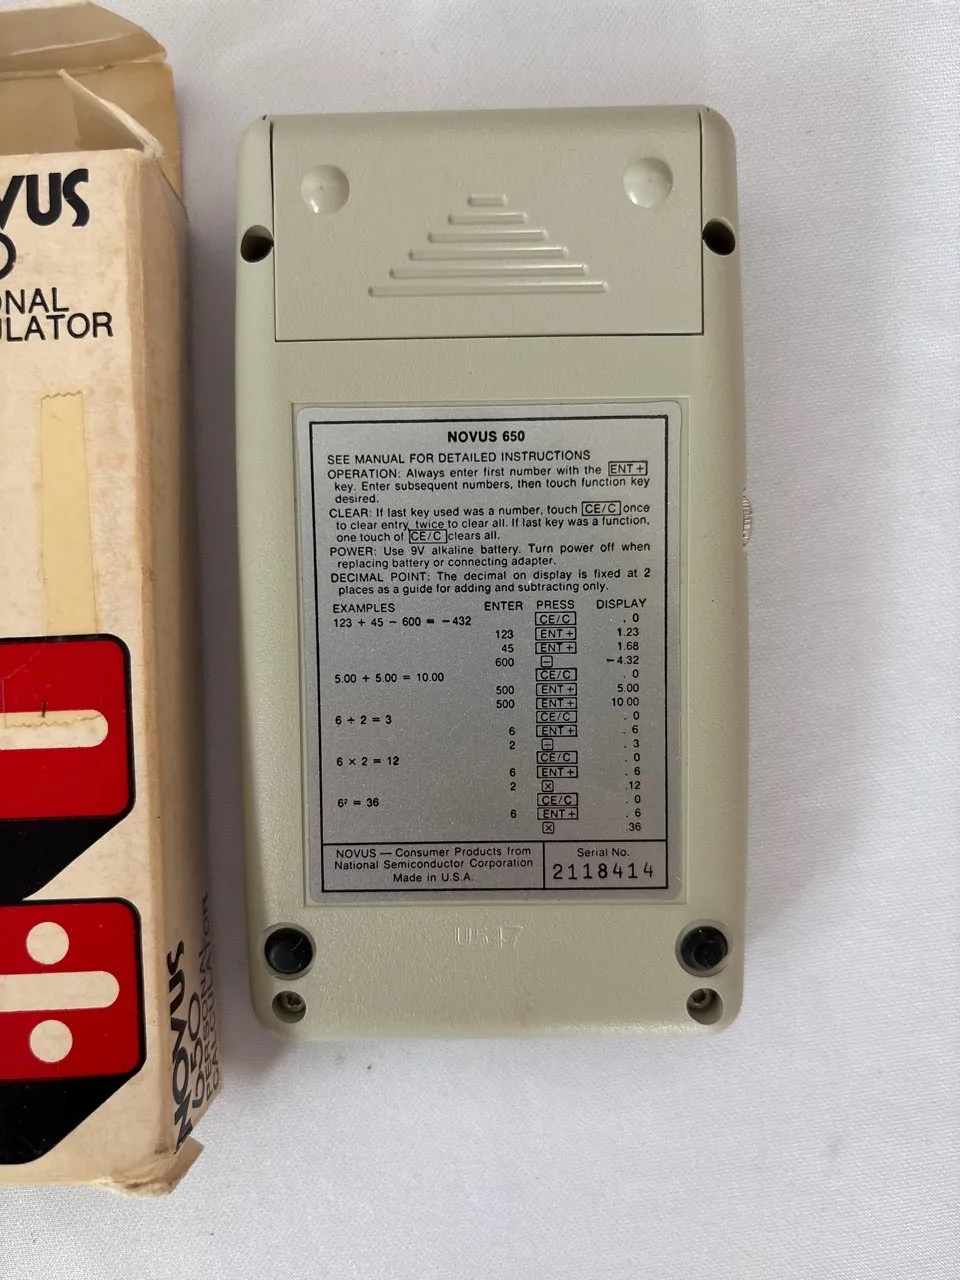 NOVUS 650
SEE MANUAL FOR DETAILED INSTRUCTIONS
OPERATION: Always enter first number with the ENT +
key. Enter subsequent numbers, then touch function key
desired.
CLEAR: If last key used was a number, touch CE/C once
to clear entry, twice to clear all. If last key was a function,
one touch of CE/C clears all.
POWER: Use 9V alkaline battery. Turn power off when
replacing battery or connecting adapter.
DECIMAL POINT: The decimal on display is fixed at 2
places as a guide for adding and subtracting only.
EXAMPLES ENTER PRESS DISPLAY
123 + 45 − 600 = −432 CE/C . 0
123 ENT + 1.23
45 ENT + 1.68
600 − −4.32
5.00 + 5.00 = 10.00 CE/C . 0
500 ENT + 5.00
500 ENT + 10.00
6 ÷ 2 = 3 CE/C . 0
6 ENT + . 6
2 ÷ . 3
6 × 2 = 12 CE/C . 0
6 ENT + . 6
2 × .12
6² = 36 CE/C . 0
6 ENT + . 6
× .36
NOVUS — Consumer Products from
National Semiconductor Corporation
Made in U.S.A.
Serial No.
2118414
US47
OVUS
0
ONAL
ULATOR
NOVUS
650
PERSONAL
CALCULATOR